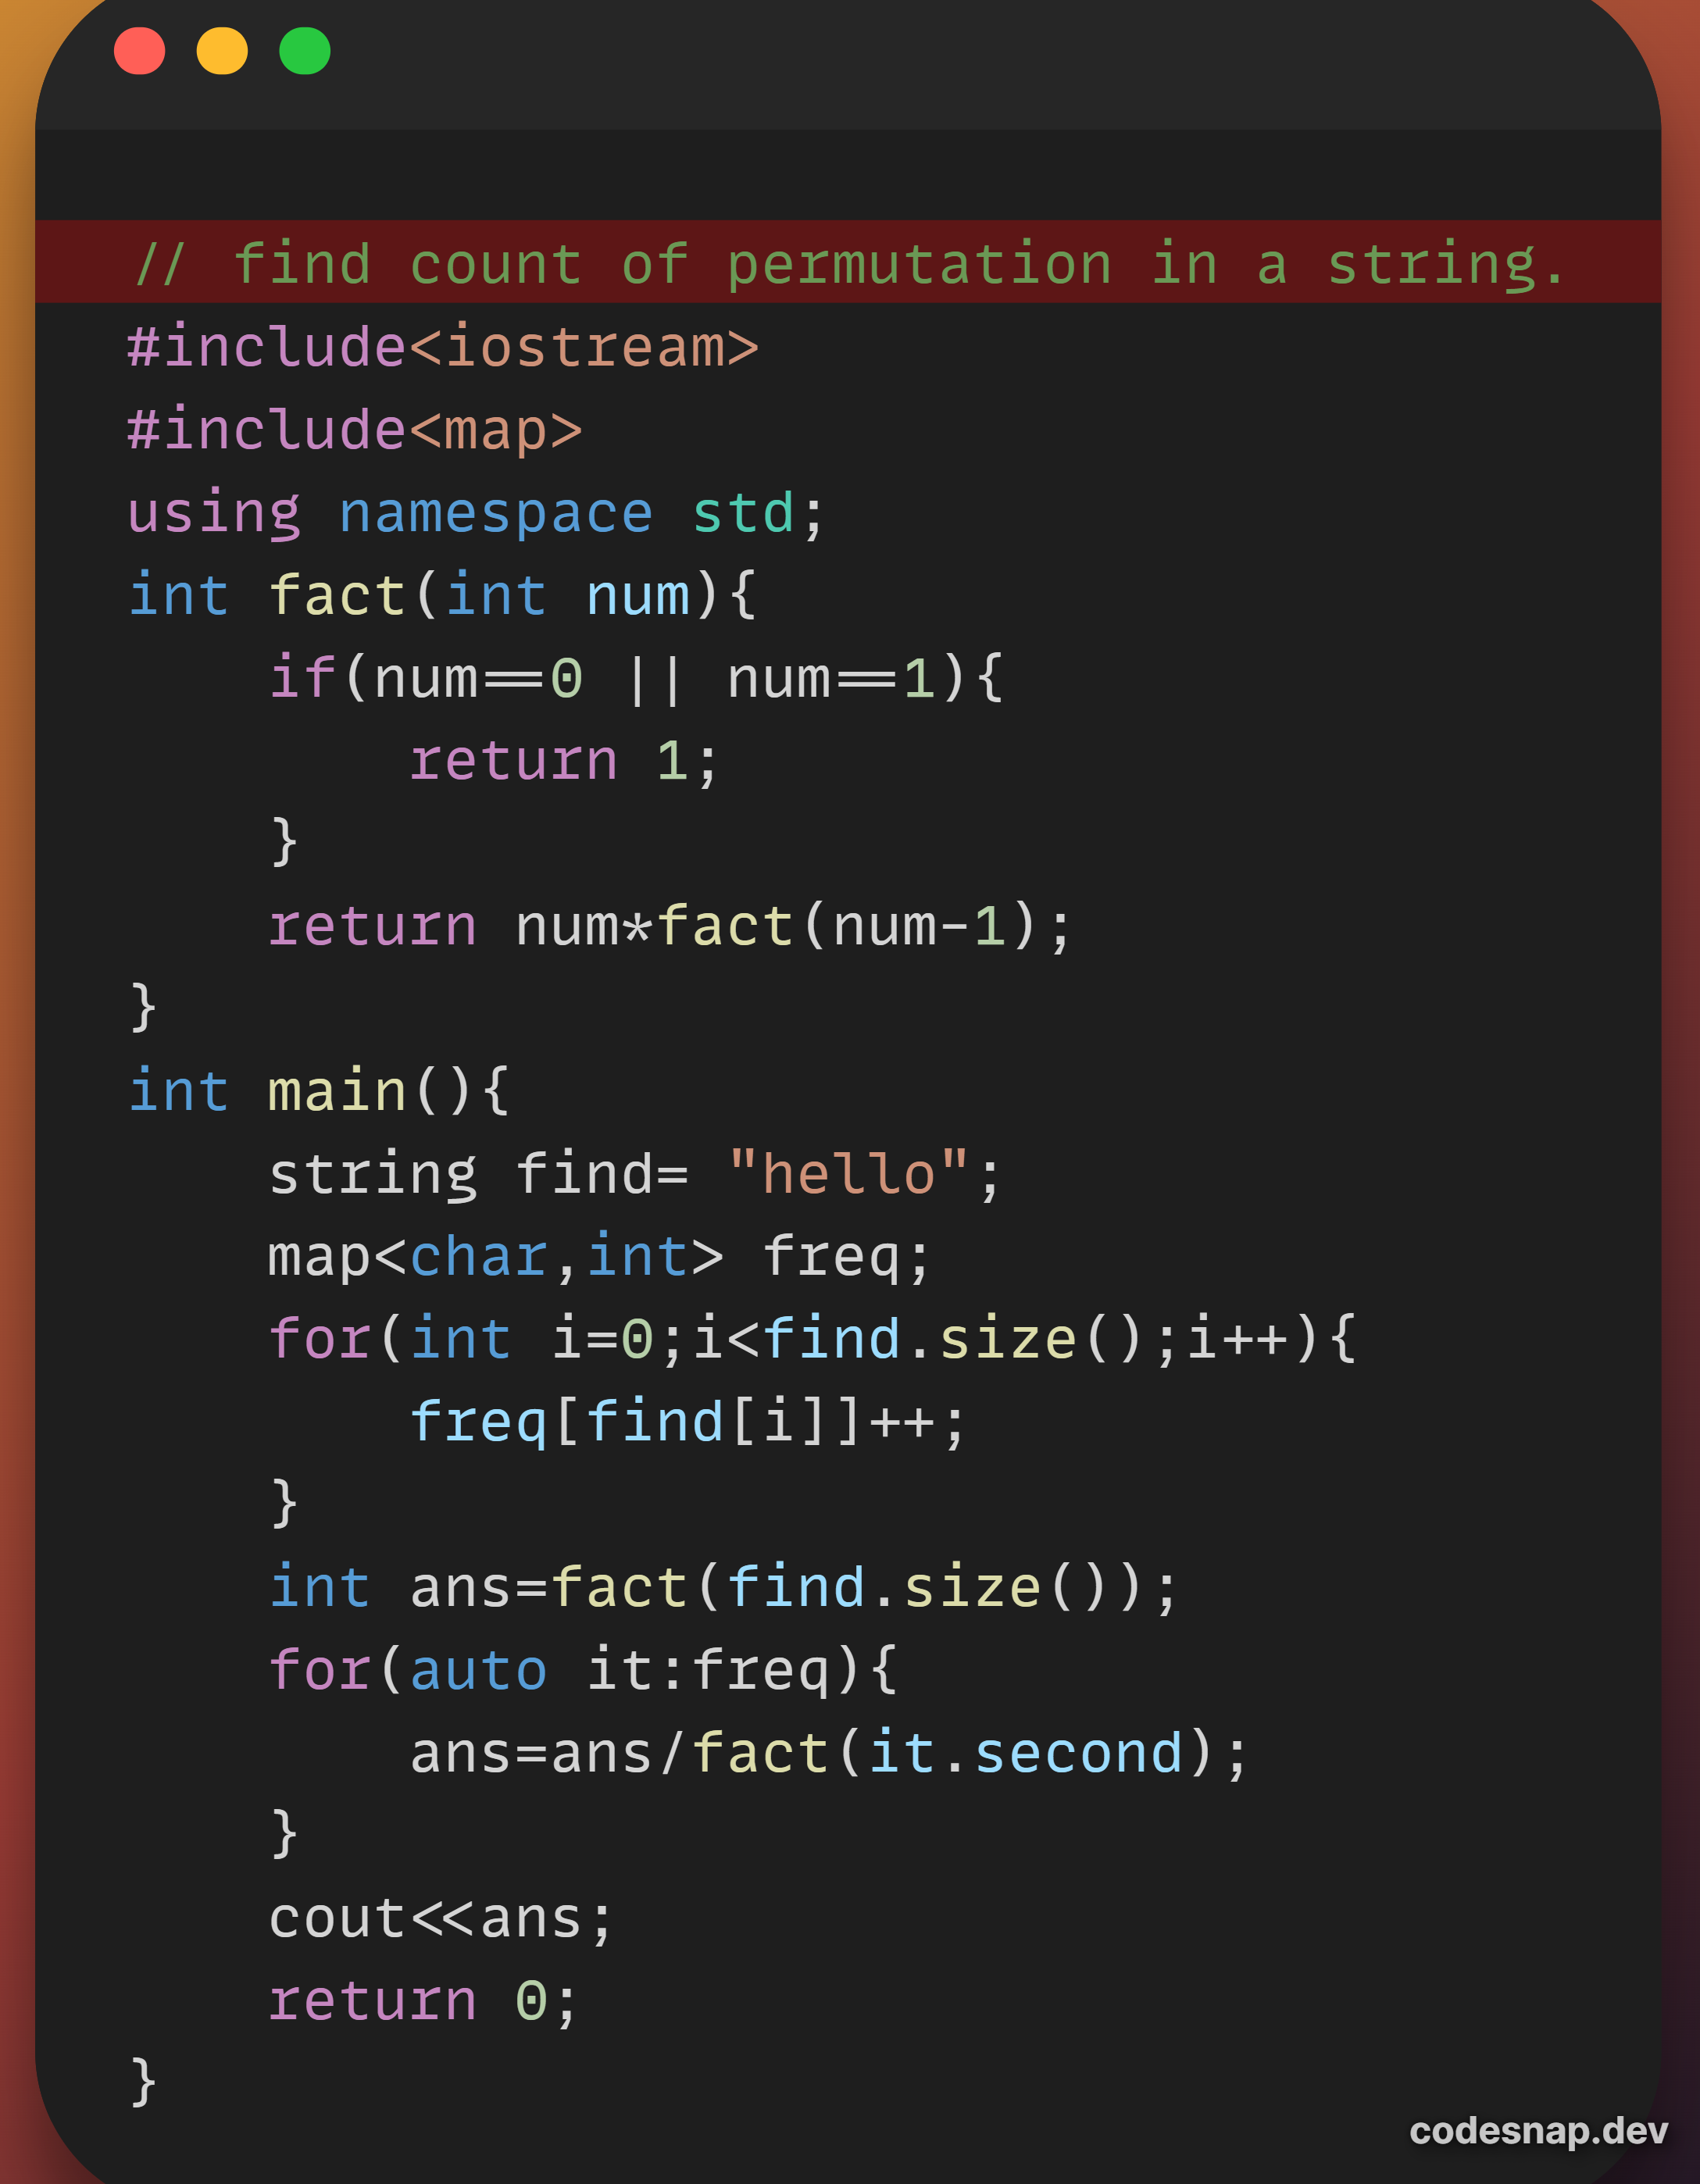 // find count of permutation in a string.
#include<iostream>
#include<map>
using namespace std;
int fact(int num){
    if(num==0 || num==1){
        return 1;
    }
    return num*fact(num-1);
}
int main(){
    string find= "hello";
    map<char,int> freq;
    for(int i=0;i<find.size();i++){
        freq[find[i]]++;
    }
    int ans=fact(find.size());
    for(auto it:freq){
        ans=ans/fact(it.second);
    }
    cout<<ans;
    return 0;
}
codesnap.dev